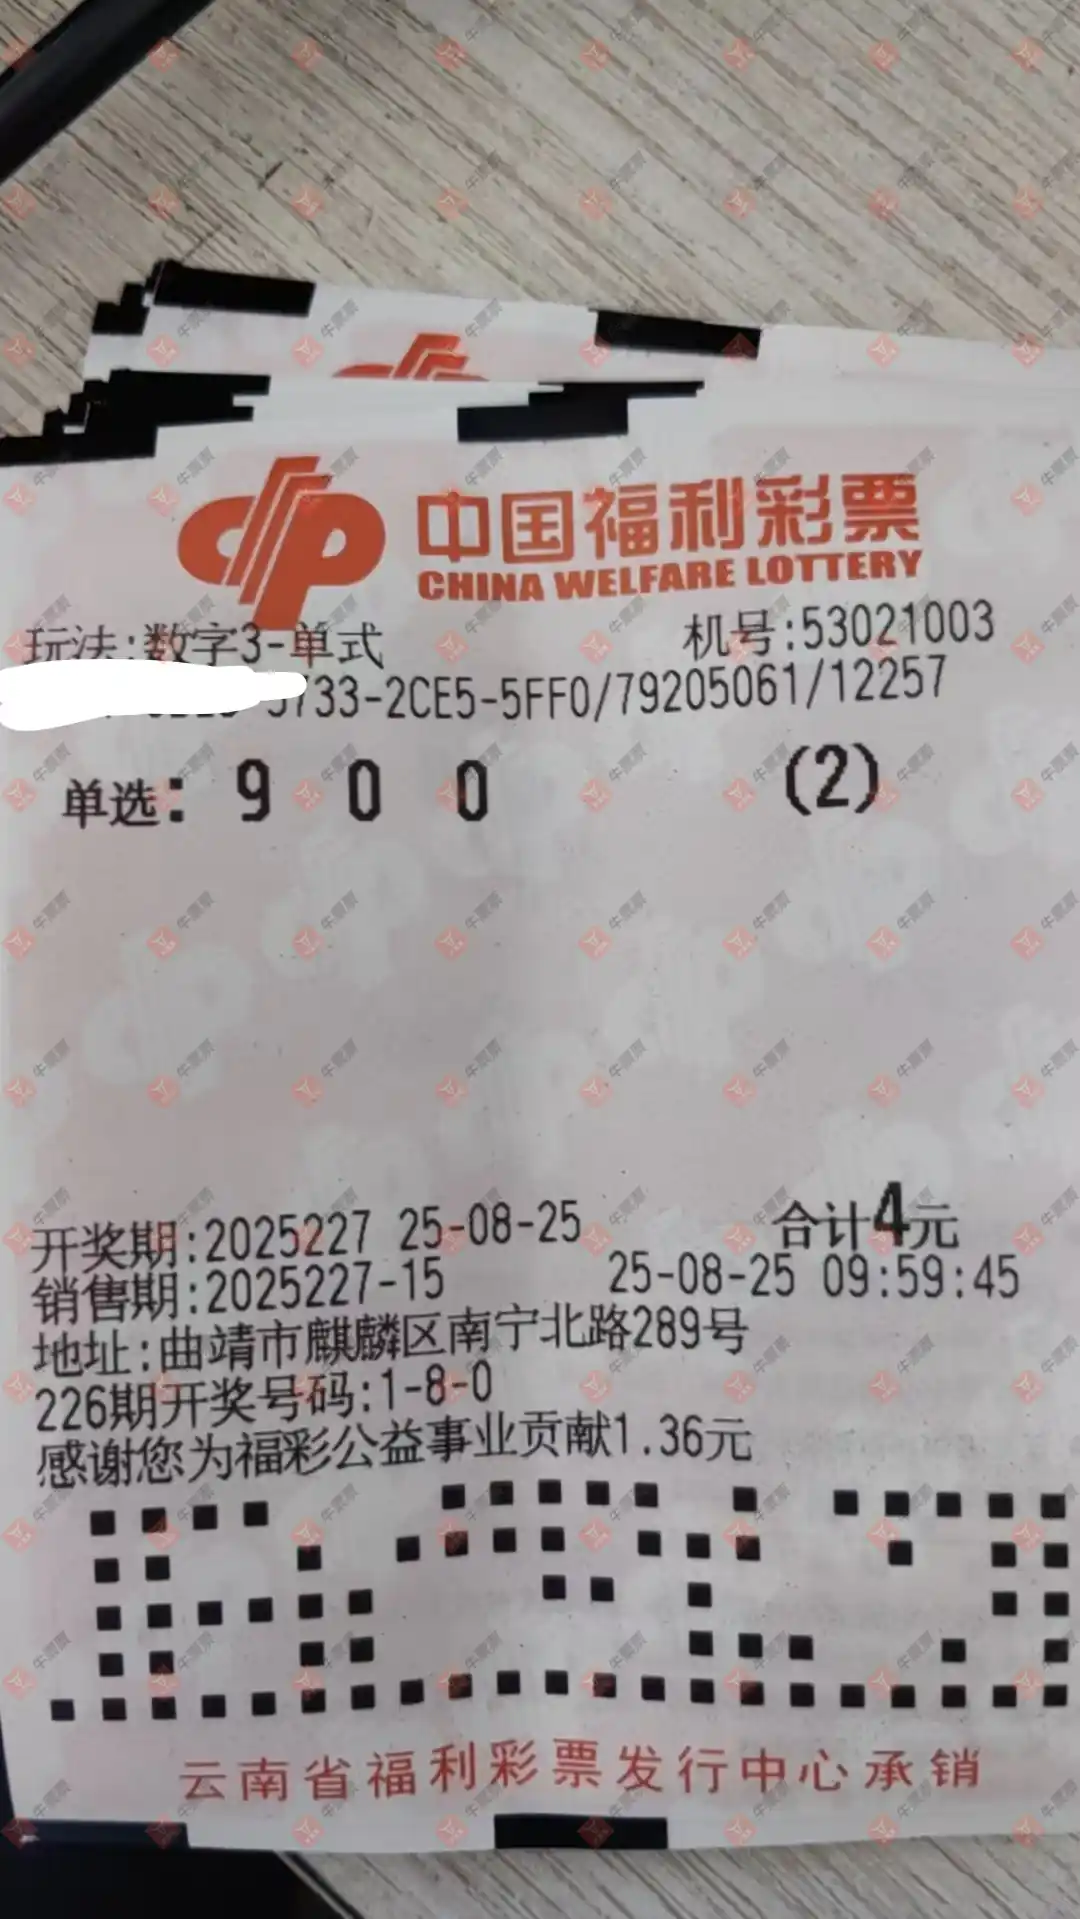 中国福利彩票
CHINA WELFARE LOTTERY
玩法:数字3-单式 机号:53021003
733-2CE5-5FF0/79205061/12257
单选: 9 0 0 (2)
开奖期:2025227 25-08-25 合计4元
销售期:2025227-15 25-08-25 09:59:45
地址:曲靖市麒麟区南宁北路289号
226期开奖号码:1-8-0
感谢您为福彩公益事业贡献1.36元
云南省福利彩票发行中心承销